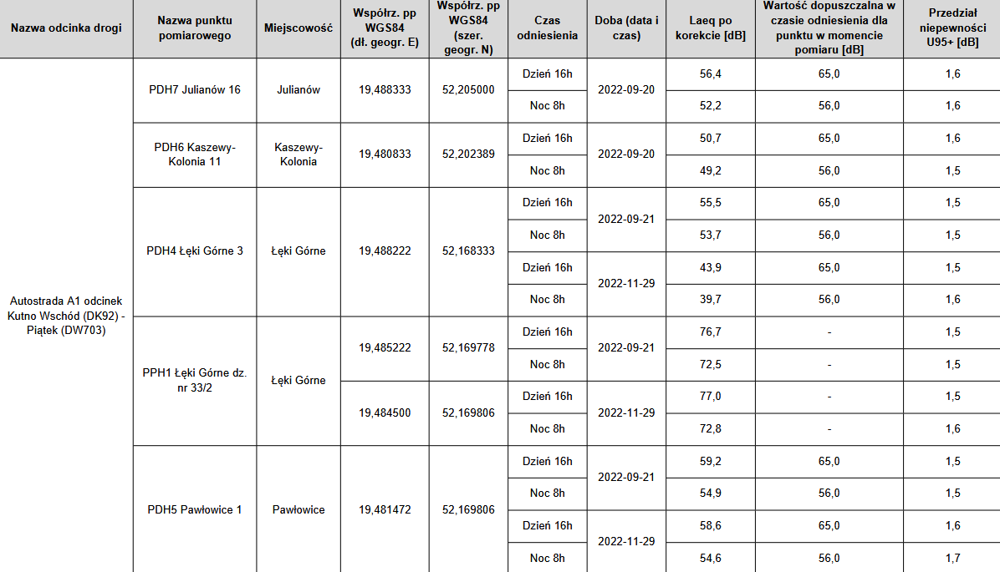 Nazwa odcinka drogi
Nazwa punktu
pomiarowego
Miejscowość
Współrz. pp
WGS84
(dł. geogr. E)
Współrz. pp
WGS84
(szer.
geogr. N)
Czas
odniesienia
Doba (data i
czas)
Laeq po
korekcie [dB]
Wartość dopuszczalna w
czasie odniesienia dla
punktu w momencie
pomiaru [dB]
Przedział
niepewności
U95+ [dB]
Autostrada A1 odcinek
Kutno Wschód (DK92) -
Piątek (DW703)
PDH7 Julianów 16
Julianów
19,488333
52,205000
Dzień 16h
2022-09-20
56,4
65,0
1,6
Noc 8h
52,2
56,0
1,6
PDH6 Kaszewy-
Kolonia 11
Kaszewy-
Kolonia
19,480833
52,202389
Dzień 16h
2022-09-20
50,7
65,0
1,6
Noc 8h
49,2
56,0
1,5
PDH4 Łęki Górne 3
Łęki Górne
19,488222
52,168333
Dzień 16h
2022-09-21
55,5
65,0
1,5
Noc 8h
53,7
56,0
1,5
Dzień 16h
2022-11-29
43,9
65,0
1,5
Noc 8h
39,7
56,0
1,6
PPH1 Łęki Górne dz.
nr 33/2
Łęki Górne
19,485222
52,169778
Dzień 16h
2022-09-21
76,7
-
1,5
Noc 8h
72,5
-
1,5
19,484500
52,169806
Dzień 16h
2022-11-29
77,0
-
1,5
Noc 8h
72,8
-
1,6
PDH5 Pawłowice 1
Pawłowice
19,481472
52,169806
Dzień 16h
2022-09-21
59,2
65,0
1,5
Noc 8h
54,9
56,0
1,5
Dzień 16h
2022-11-29
58,6
65,0
1,6
Noc 8h
54,6
56,0
1,7